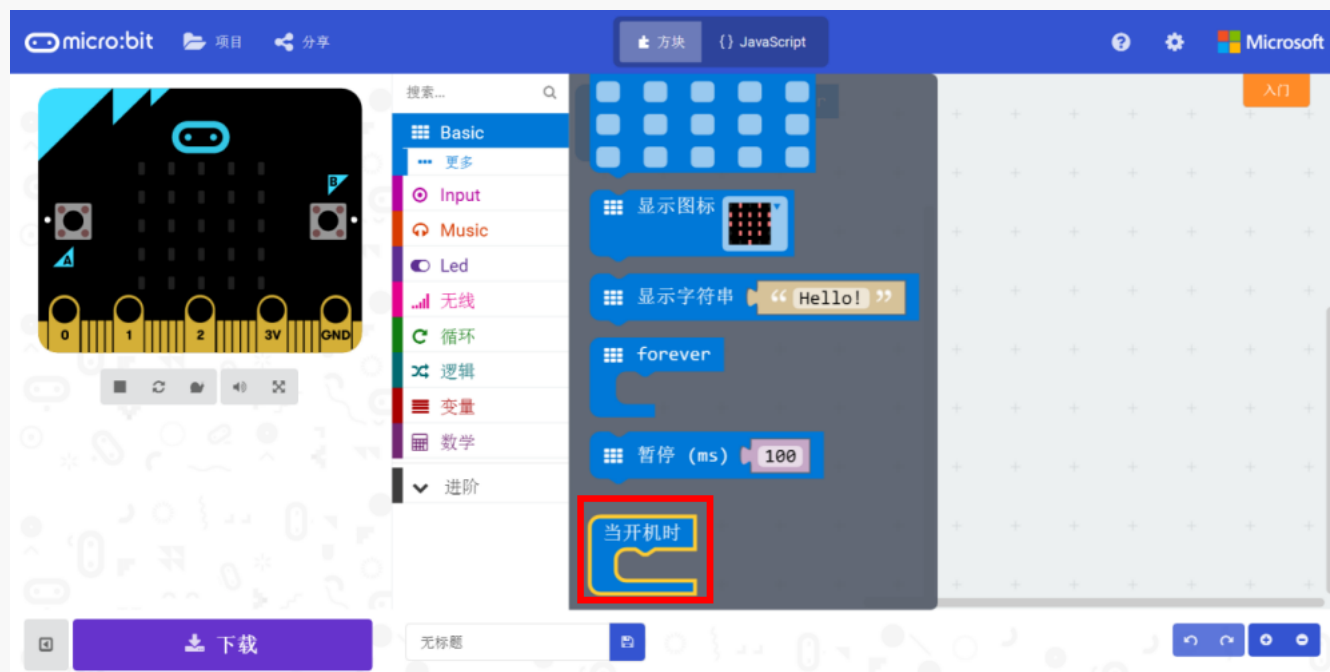 micro:bit 项目 分享 方块 {} JavaScript Microsoft
搜索...
入门
Basic
更多
Input
Music
Led
无线
循环
逻辑
变量
数学
进阶
显示图标
显示字符串 “ Hello! ”
forever
暂停 (ms) 100
当开机时
B
A
0 1 2 3V GND
下载
无标题